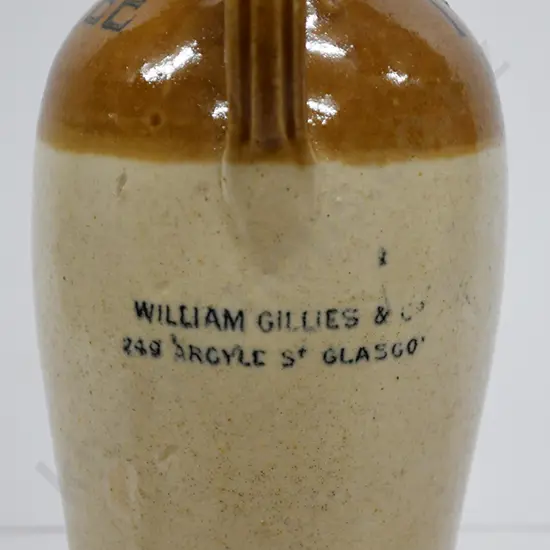 WILLIAM GILLIES & Co
249 ARGYLE St GLASGO